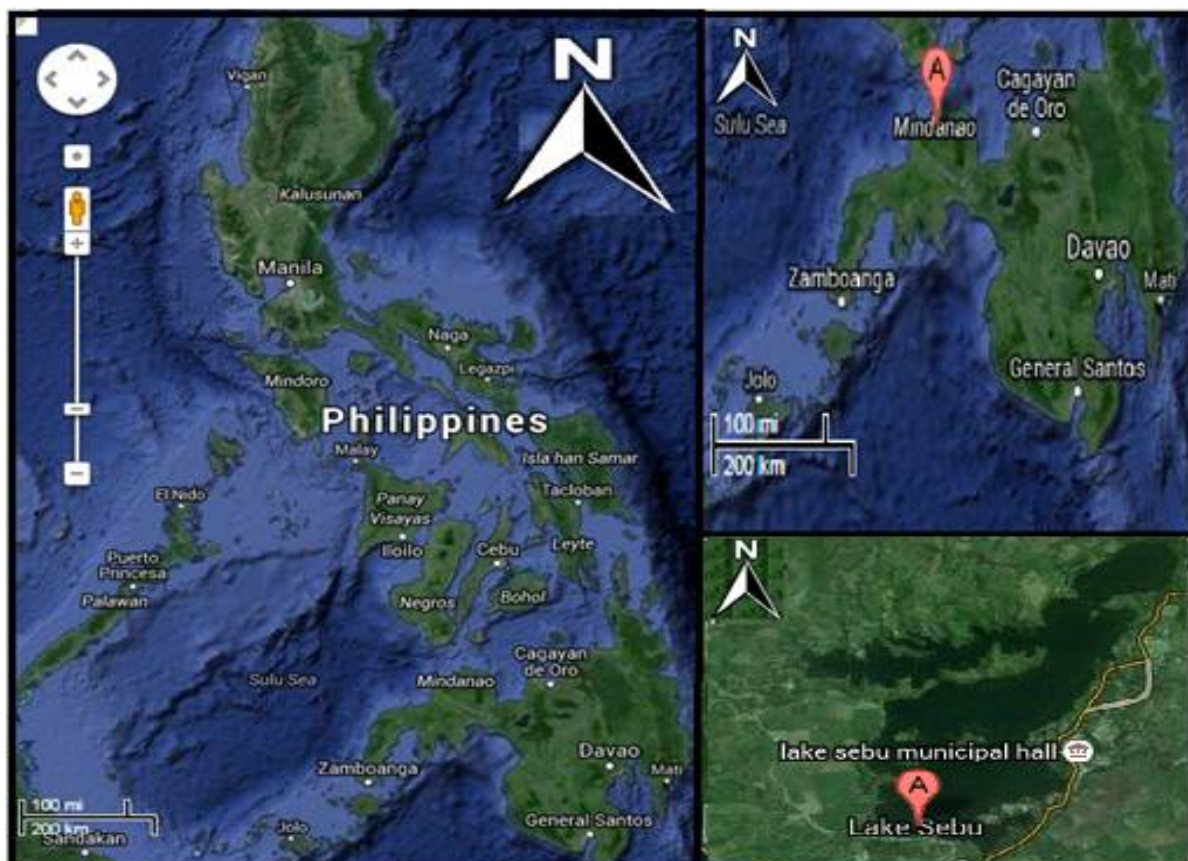 N
Vigan
Kalusunan
Manila
Naga
Legazpi
Mindoro
Philippines
Malay
Isla han Samar
El Nido
Panay
Visayas
Tacloban
Iloilo
Cebu
Leyte
Puerto
Princesa
Palawan
Negros
Bohol
Cagayan
de Oro
Sulu Sea
Mindanao
Davao
Zamboanga
Mati
100 mi
200 km
General Santos
Jolo
Sandakan
N
A
Cagayan
de Oro
Sulu Sea
Mindanao
Davao
Zamboanga
Mati
General Santos
Jolo
100 mi
200 km
N
lake sebu municipal hall
A
Lake Sebu